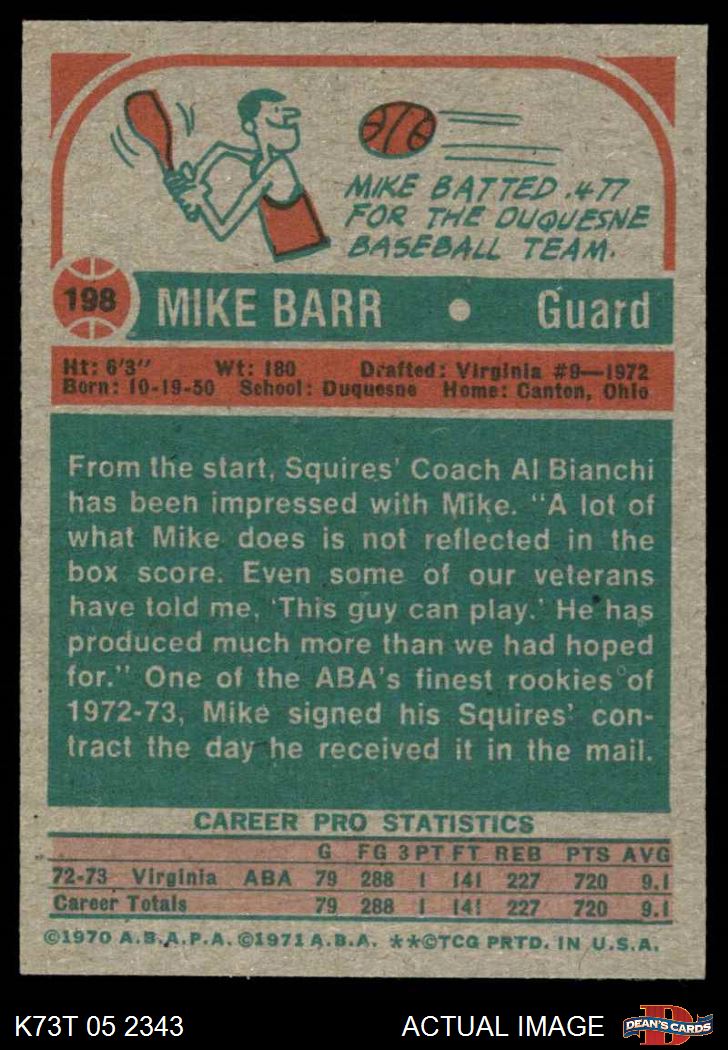 MIKE BATTED .477
FOR THE DUQUESNE
BASEBALL TEAM.
198 MIKE BARR • Guard
Ht: 6'3" Wt: 180 Drafted: Virginia #9—1972
Born: 10-19-50 School: Duquesne Home: Canton, Ohio
From the start, Squires' Coach Al Bianchi
has been impressed with Mike. "A lot of
what Mike does is not reflected in the
box score. Even some of our veterans
have told me, 'This guy can play.' He has
produced much more than we had hoped
for." One of the ABA's finest rookies of
1972-73, Mike signed his Squires' con-
tract the day he received it in the mail.
CAREER PRO STATISTICS
G FG 3PT FT REB PTS AVG
72-73 Virginia ABA 79 288 1 141 227 720 9.1
Career Totals 79 288 1 141 227 720 9.1
©1970 A.B.A.P.A. ©1971 A.B.A. **©TCG PRTD. IN U.S.A.
K73T 05 2343 ACTUAL IMAGE DEAN'S CARDS